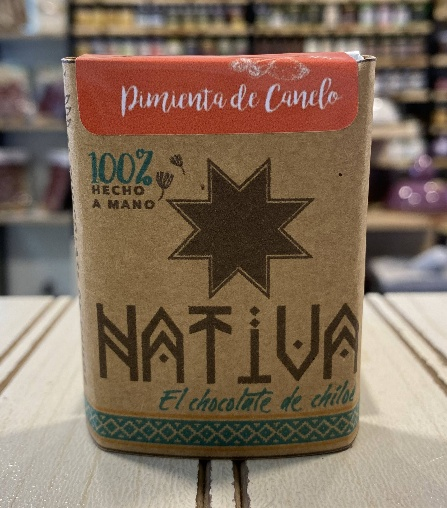 Pimienta de Canelo
100%
HECHO
A MANO
NATIVA
El chocolate de chiloe